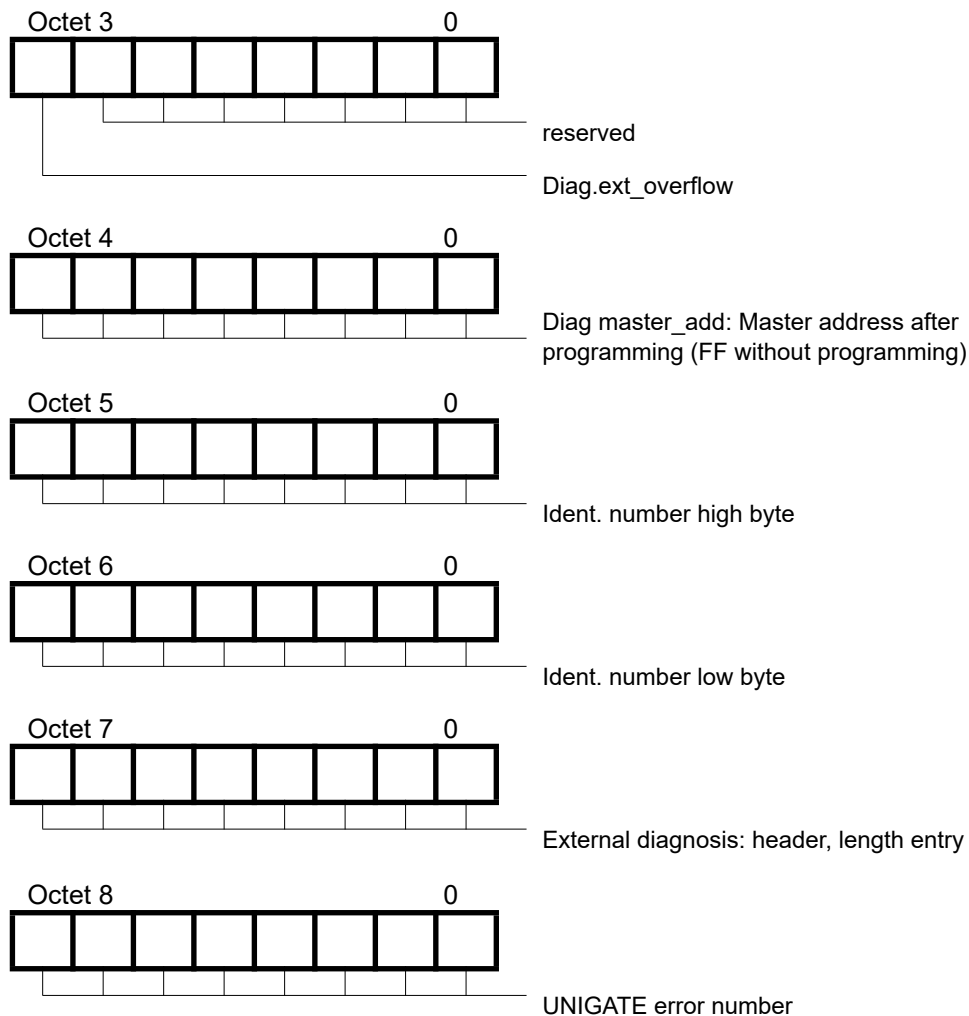 Octet 3 0
reserved
Diag.ext_overflow
Octet 4 0
Diag master_add: Master address after
programming (FF without programming)
Octet 5 0
Ident. number high byte
Octet 6 0
Ident. number low byte
Octet 7 0
External diagnosis: header, length entry
Octet 8 0
UNIGATE error number